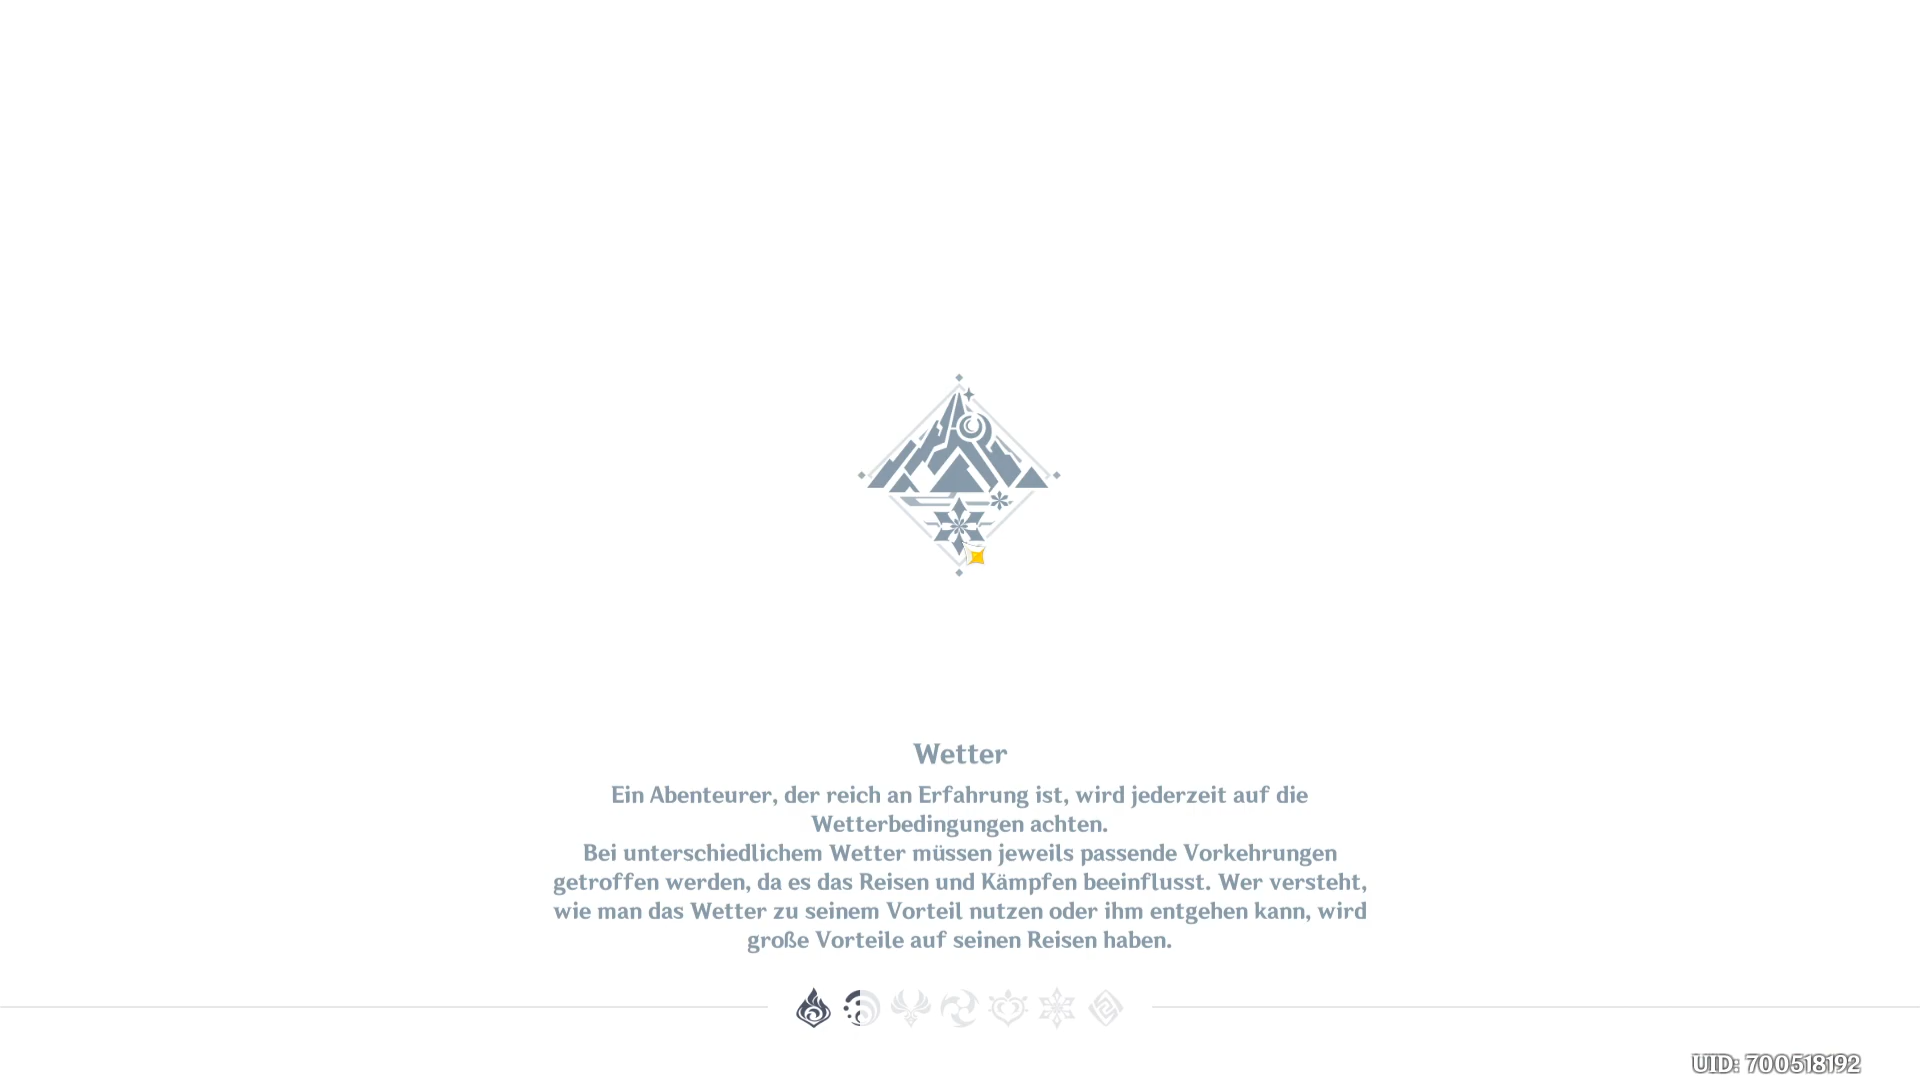 Wetter
Ein Abenteurer, der reich an Erfahrung ist, wird jederzeit auf die
Wetterbedingungen achten.
Bei unterschiedlichem Wetter müssen jeweils passende Vorkehrungen
getroffen werden, da es das Reisen und Kämpfen beeinflusst. Wer versteht,
wie man das Wetter zu seinem Vorteil nutzen oder ihm entgehen kann, wird
große Vorteile auf seinen Reisen haben.
UID: 700518192